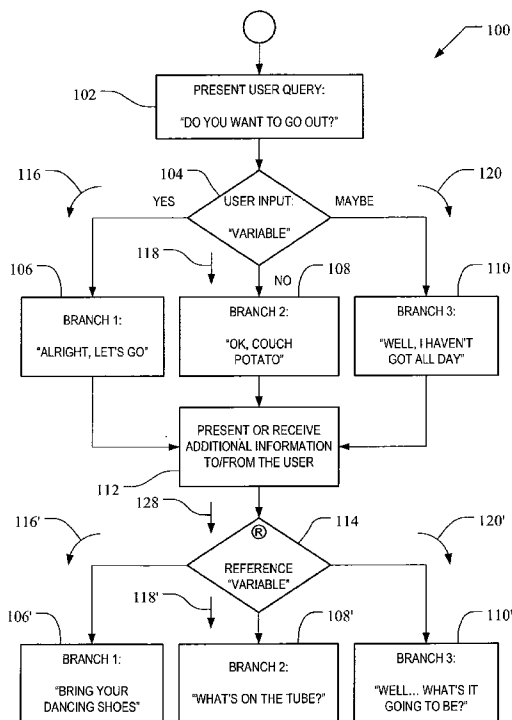 100
102
PRESENT USER QUERY:
"DO YOU WANT TO GO OUT?"
116
104
120
YES
USER INPUT:
MAYBE
"VARIABLE"
118
106
NO
108
110
BRANCH 1:
"ALRIGHT, LET'S GO"
BRANCH 2:
"OK, COUCH
POTATO"
BRANCH 3:
"WELL, I HAVEN'T
GOT ALL DAY"
PRESENT OR RECEIVE
ADDITIONAL INFORMATION
TO/FROM THE USER
112
128
116'
114
120'
®
REFERENCE
"VARIABLE"
118'
106'
108'
110'
BRANCH 1:
"BRING YOUR
DANCING SHOES"
BRANCH 2:
"WHAT'S ON THE TUBE?"
BRANCH 3:
"WELL... WHAT'S IT
GOING TO BE?"